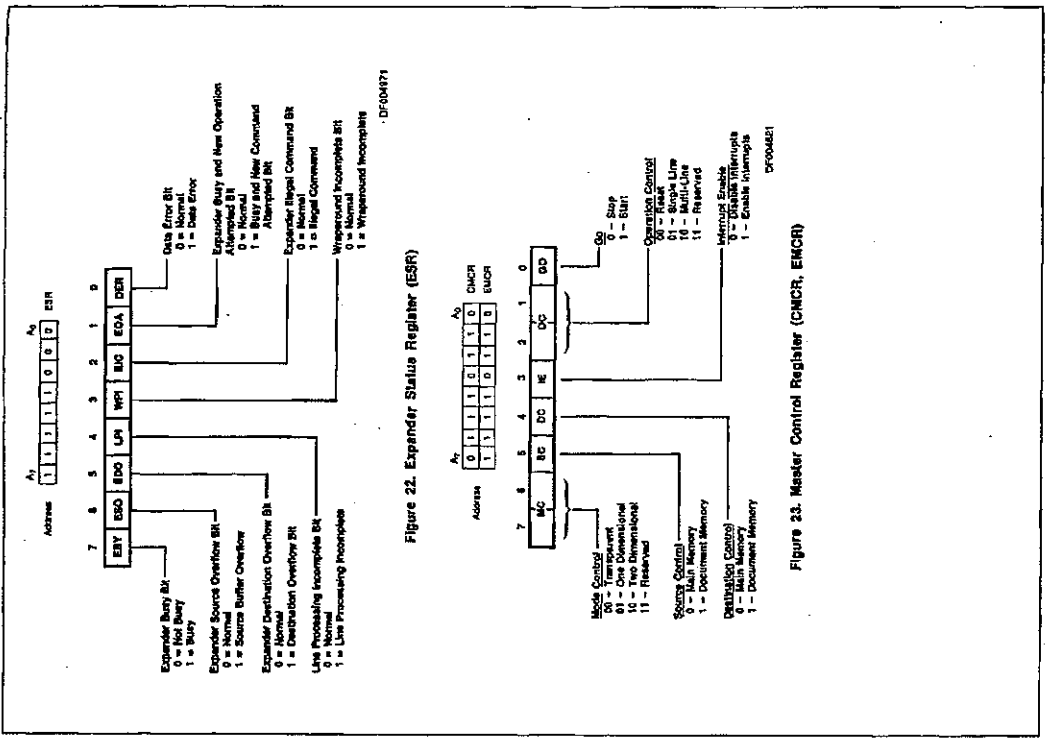 A7 A0
Address 1 1 1 1 1 0 0 0 ESR
7 6 5 4 3 2 1 0
EBY ESO EDO LPI WPI EIC EOA DER
Expander Busy Bit
0 = Not Busy
1 = Busy
Expander Source Overflow Bit
0 = Normal
1 = Source Buffer Overflow
Expander Destination Overflow Bit
0 = Normal
1 = Destination Overflow Bit
Line Processing Incomplete Bit
0 = Normal
1 = Line Processing Incomplete
Data Error Bit
0 = Normal
1 = Data Error
Expander Busy and New Operation
Attempted Bit
0 = Normal
1 = Busy and New Command
Attempted Bit
Expander Illegal Command Bit
0 = Normal
1 = Illegal Command
Wraparound Incomplete Bit
0 = Normal
1 = Wraparound Incomplete
DF004971
Figure 22. Expander Status Register (ESR)
A7 A0
Address 0 1 1 1 0 1 1 0 CMCR
1 1 1 1 0 1 1 0 EMCR
7 6 5 4 3 2 1 0
MC SC DC IE OC GO
Mode Control
00 – Transparent
01 – One Dimensional
10 – Two Dimensional
11 – Reserved
Source Control
0 – Main Memory
1 – Document Memory
Destination Control
0 – Main Memory
1 – Document Memory
Go
0 – Stop
1 – Start
Operation Control
00 – Reset
01 – Single Line
10 – Multi-Line
11 – Reserved
Interrupt Enable
0 – Disable Interrupts
1 – Enable Interrupts
Figure 23. Master Control Register (CMCR, EMCR)